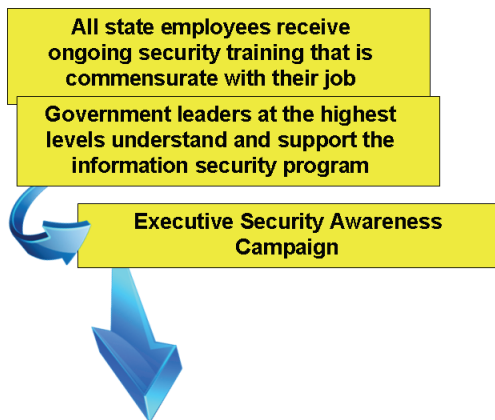 All state employees receive
ongoing security training that is
commensurate with their job
Government leaders at the highest
levels understand and support the
information security program
Executive Security Awareness
Campaign